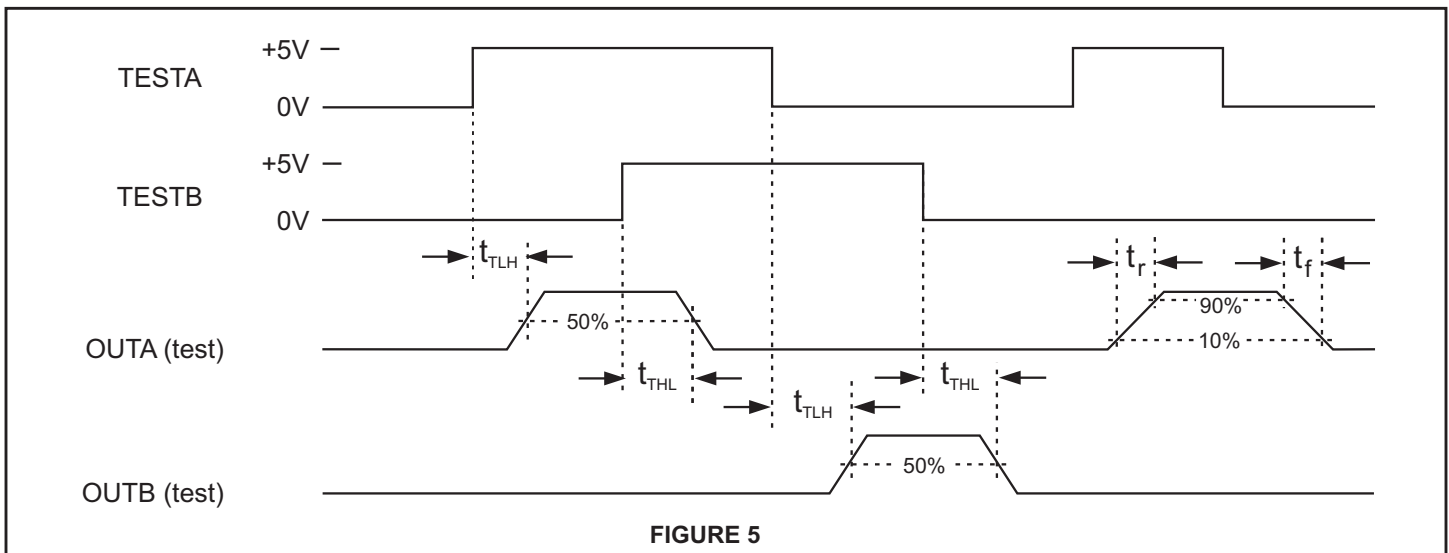 +5V
TESTA
0V
+5V
TESTB
0V
tTLH
tr
tf
50%
90%
10%
OUTA (test)
tTHL
tTLH
tTHL
50%
OUTB (test)
FIGURE 5